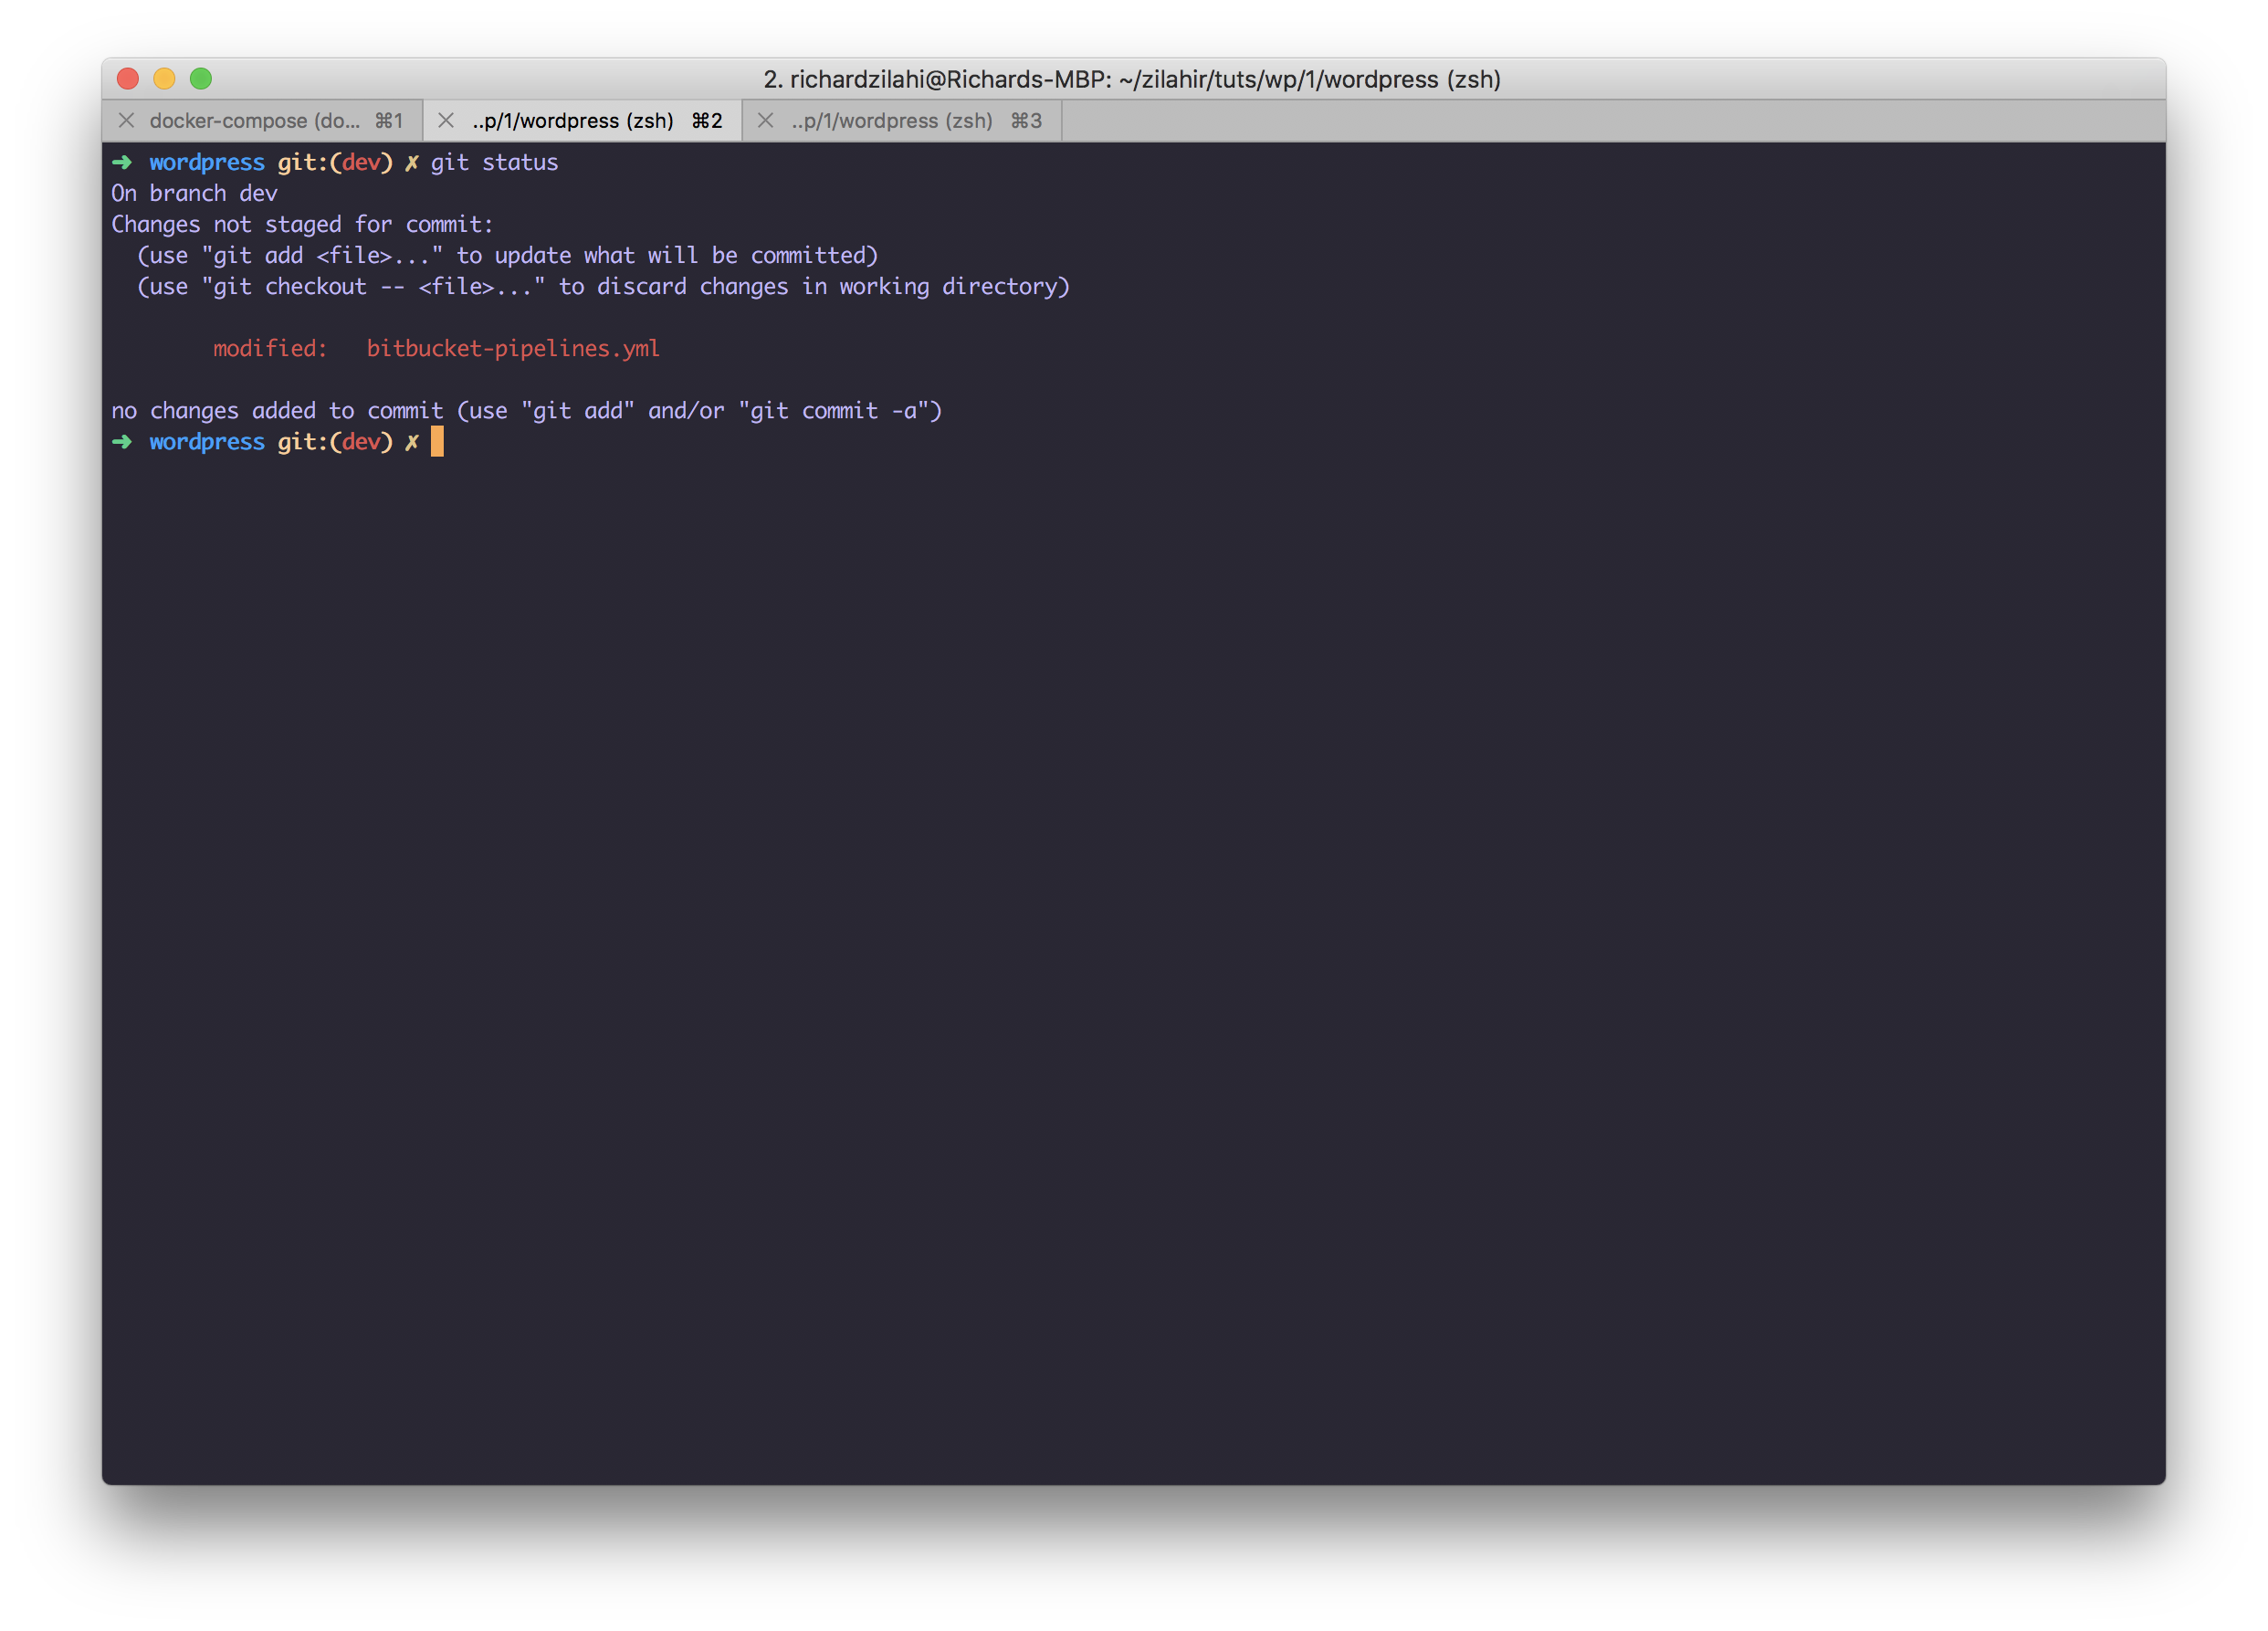 2. richardzilahi@Richards-MBP: ~/zilahir/tuts/wp/1/wordpress (zsh)
docker-compose (do... ⌘1 ..p/1/wordpress (zsh) ⌘2 ..p/1/wordpress (zsh) ⌘3
➜ wordpress git:(dev) ✗ git status
On branch dev
Changes not staged for commit:
  (use "git add <file>..." to update what will be committed)
  (use "git checkout -- <file>..." to discard changes in working directory)
        modified:   bitbucket-pipelines.yml
no changes added to commit (use "git add" and/or "git commit -a")
➜ wordpress git:(dev) ✗